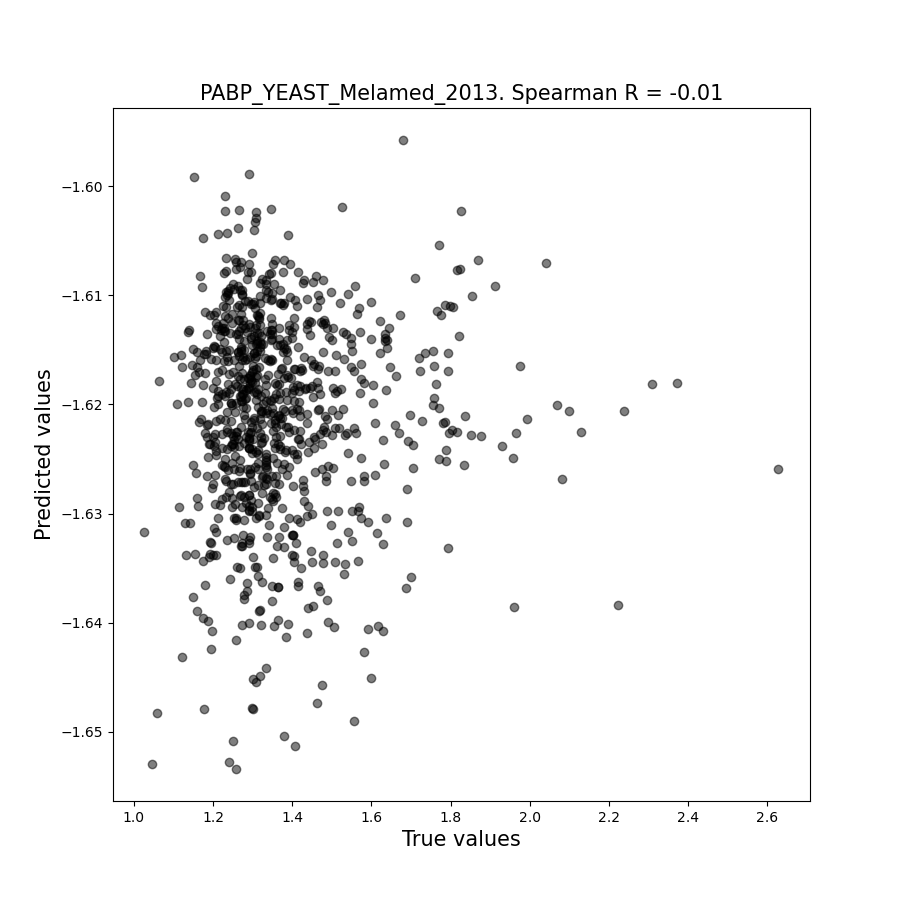 PABP_YEAST_Melamed_2013. Spearman R = -0.01
Predicted values
−1.60
−1.61
−1.62
−1.63
−1.64
−1.65
1.0 1.2 1.4 1.6 1.8 2.0 2.2 2.4 2.6
True values